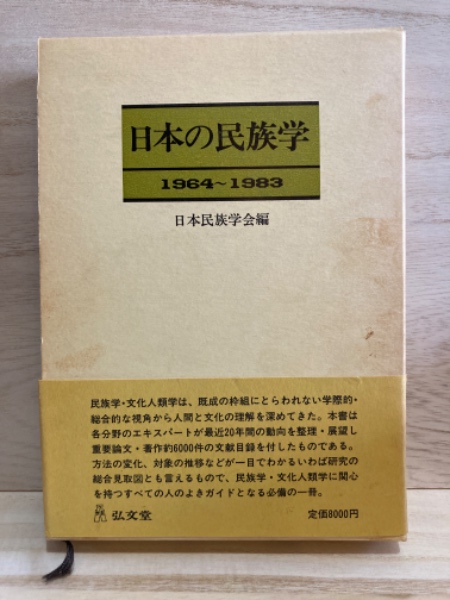 日本の民族学
1964~1983
日本民族学会編
民族学・文化人類学は、既成の枠組にとらわれない学際的・
総合的な視角から人間と文化の理解を深めてきた。本書は
各分野のエキスパートが最近20年間の動向を整理・展望し
重要論文・著作約6000件の文献目録を付したものである。
方法の変化、対象の推移などが一目でわかるいわば研究の
総合見取図とも言えるもので、民族学・文化人類学に関心
を持つすべての人のよきガイドとなる必備の一冊。
弘文堂
定価8000円